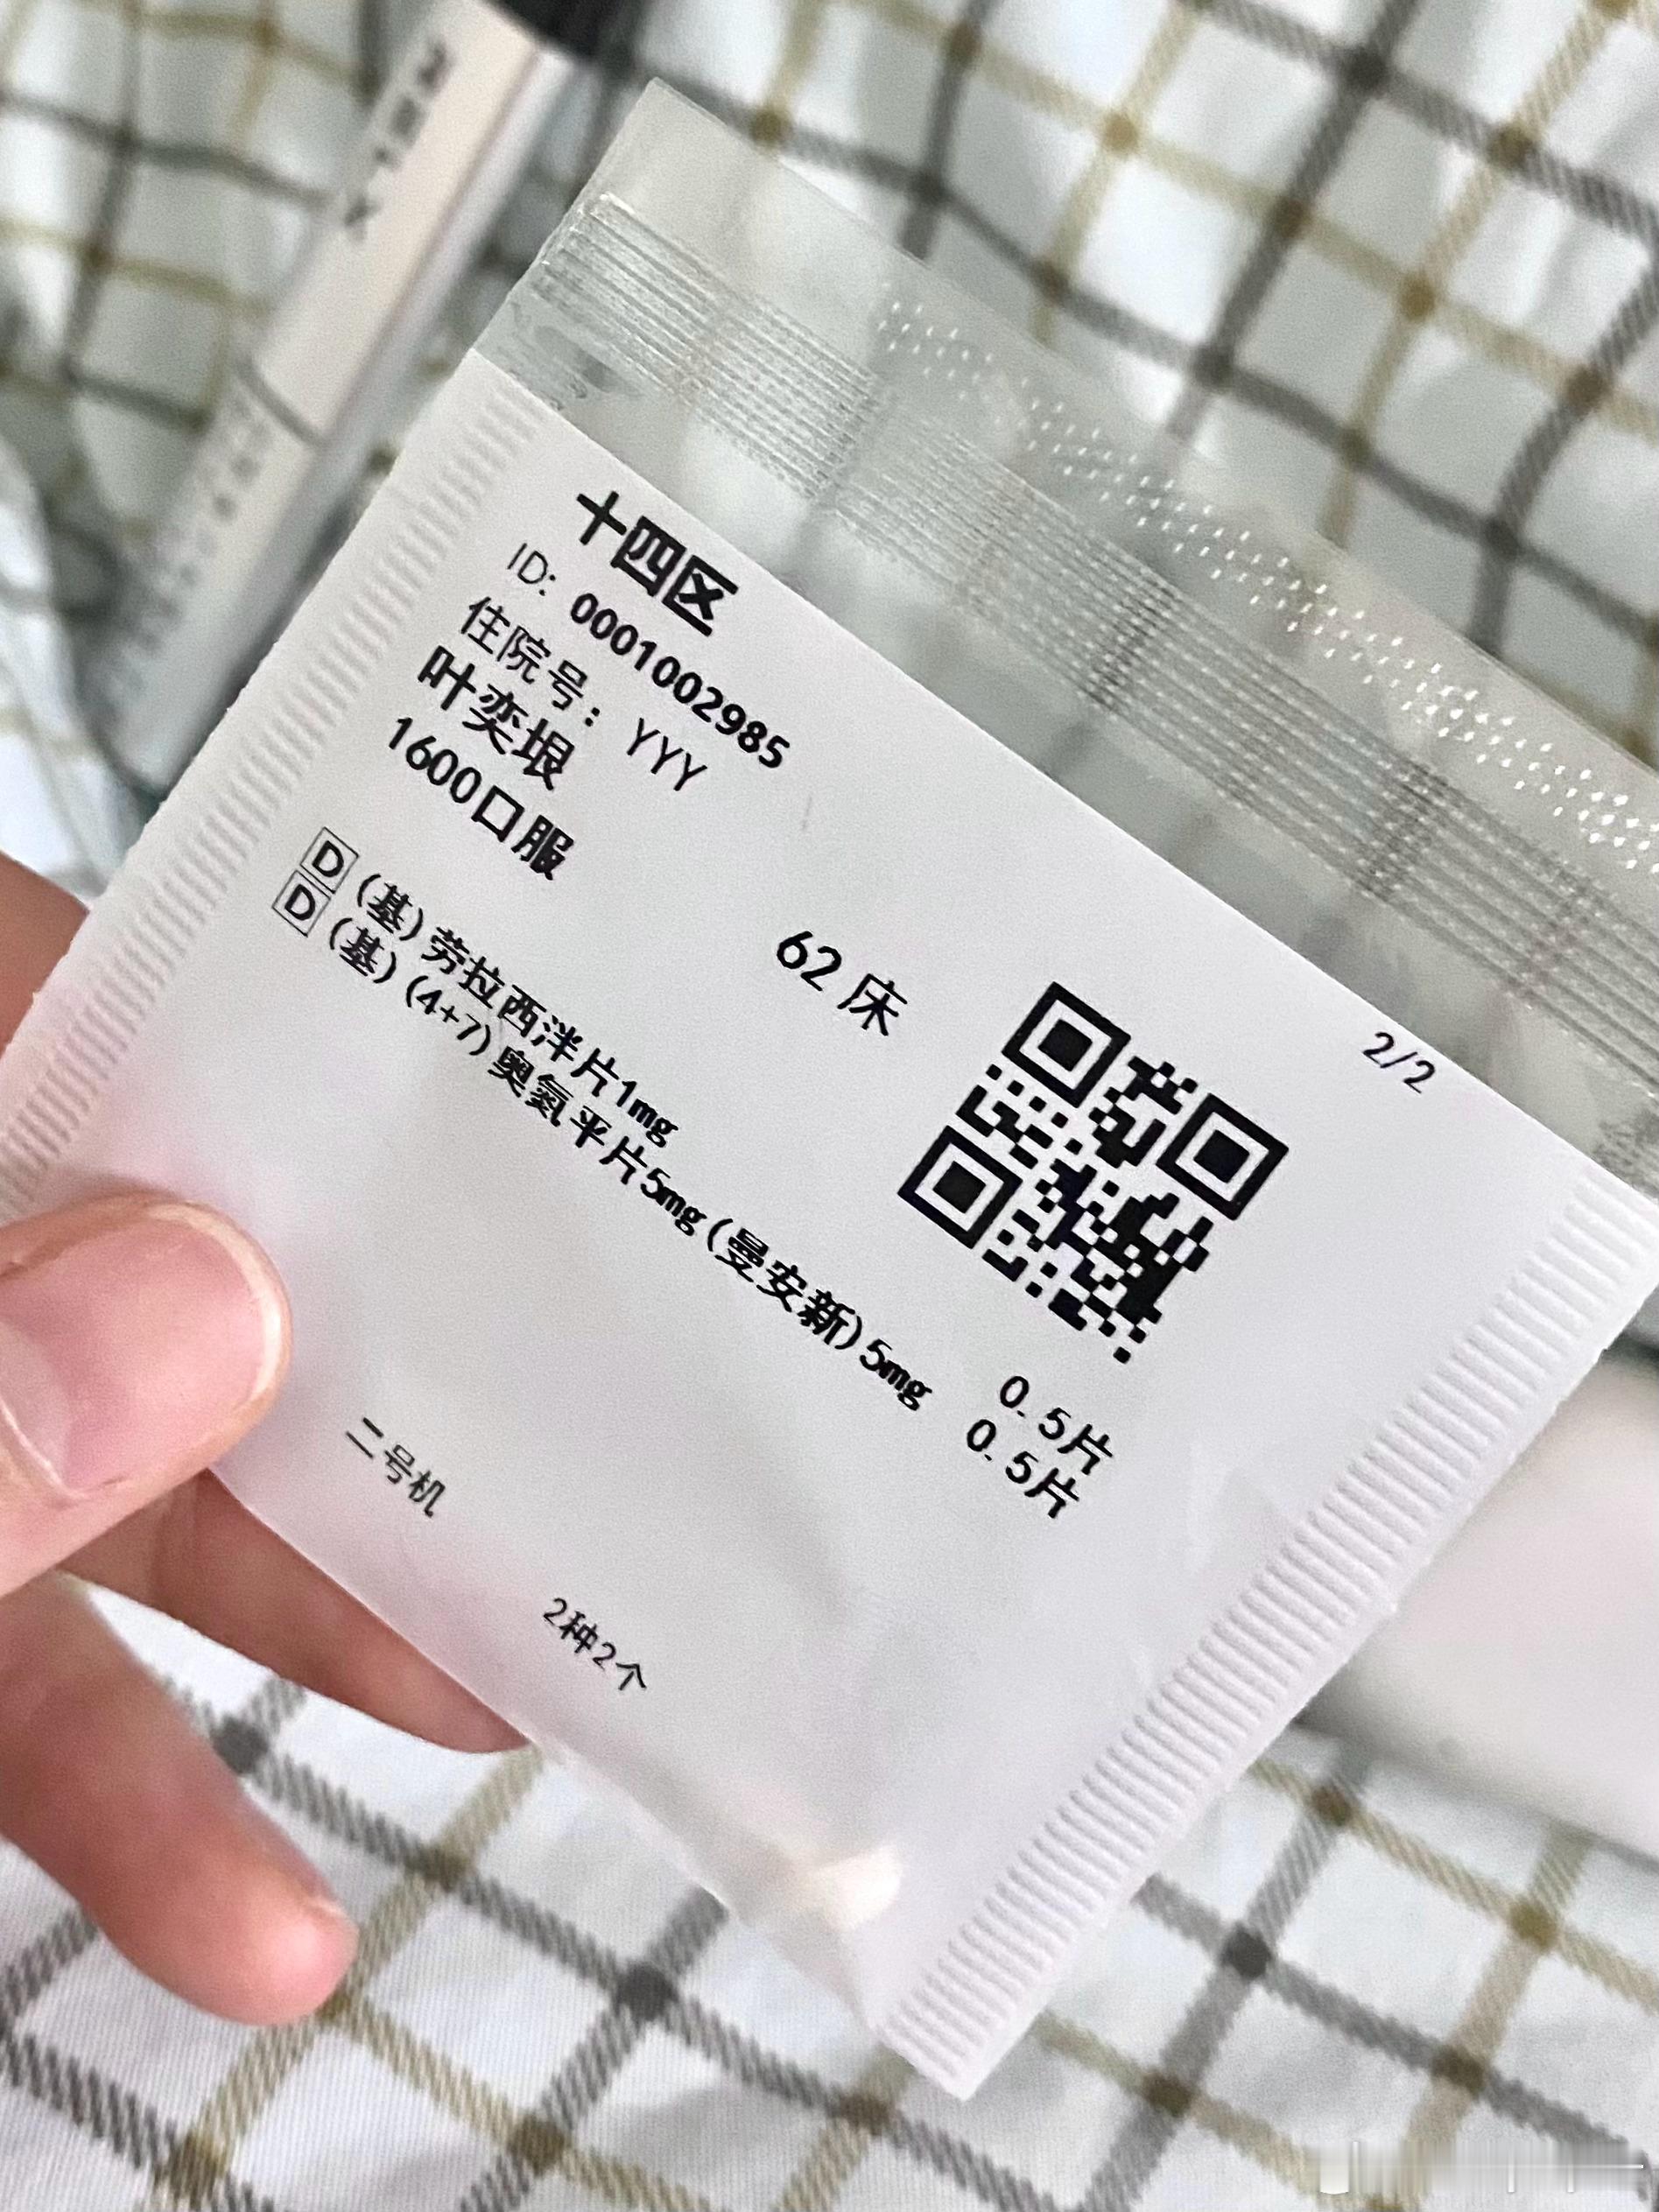 十四区
ID: 0001002985
住院号: YYY
叶奕垠
1600口服
62床
2/2
D (基)劳拉西泮片1mg 0.5片
D (基)(4+7)奥氮平片5mg(曼安新)5mg 0.5片
二号机
2种2个